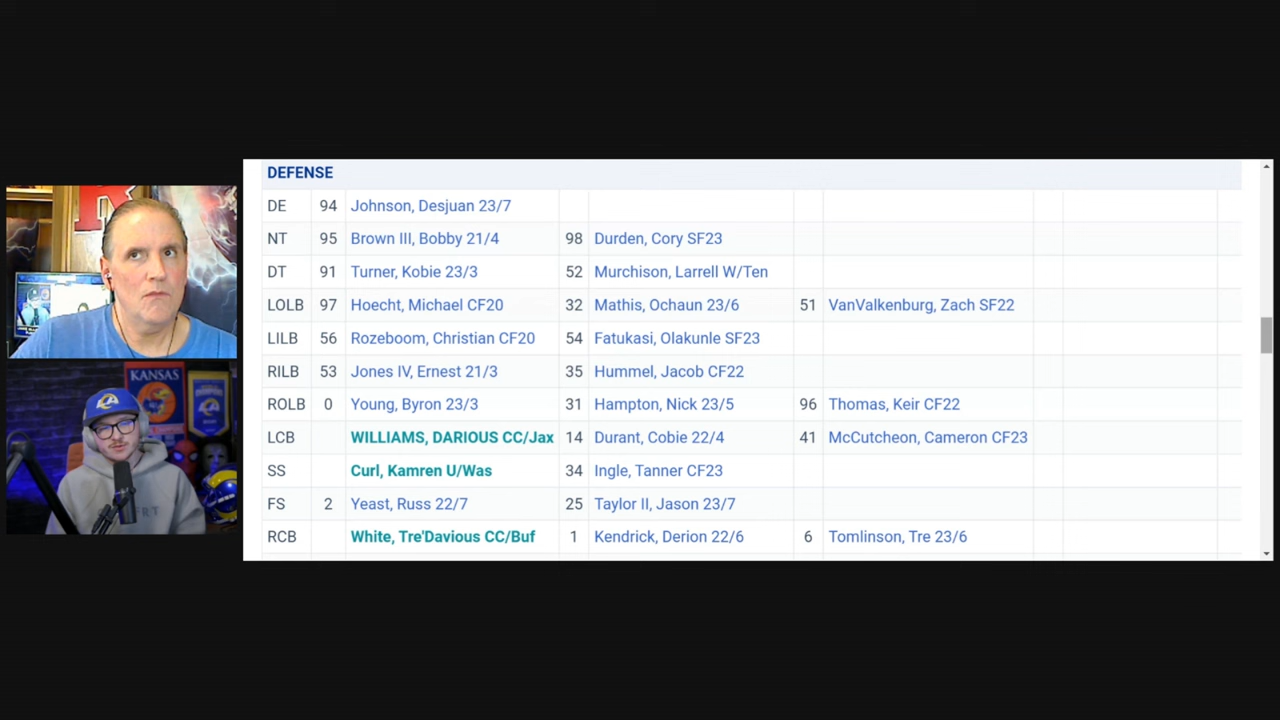 DEFENSE
DE 94 Johnson, Desjuan 23/7
NT 95 Brown III, Bobby 21/4 98 Durden, Cory SF23
DT 91 Turner, Kobie 23/3 52 Murchison, Larrell W/Ten
LOLB 97 Hoecht, Michael CF20 32 Mathis, Ochaun 23/6 51 VanValkenburg, Zach SF22
LILB 56 Rozeboom, Christian CF20 54 Fatukasi, Olakunle SF23
RILB 53 Jones IV, Ernest 21/3 35 Hummel, Jacob CF22
ROLB 0 Young, Byron 23/3 31 Hampton, Nick 23/5 96 Thomas, Keir CF22
LCB WILLIAMS, DARIOUS CC/Jax 14 Durant, Cobie 22/4 41 McCutcheon, Cameron CF23
SS Curl, Kamren U/Was 34 Ingle, Tanner CF23
FS 2 Yeast, Russ 22/7 25 Taylor II, Jason 23/7
RCB White, Tre'Davious CC/Buf 1 Kendrick, Derion 22/6 6 Tomlinson, Tre 23/6
R
KANSAS